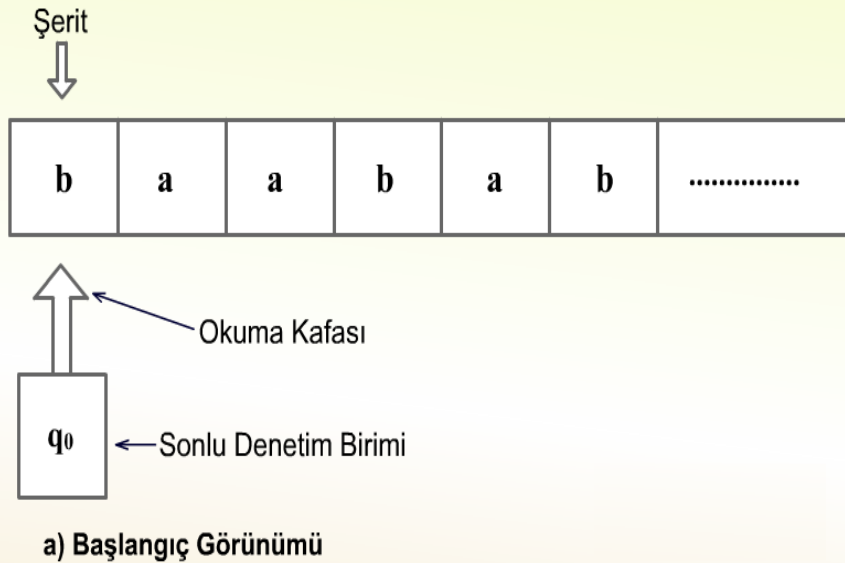 Şerit
b a a b a b ...............
Okuma Kafası
q0
Sonlu Denetim Birimi
a) Başlangıç Görünümü